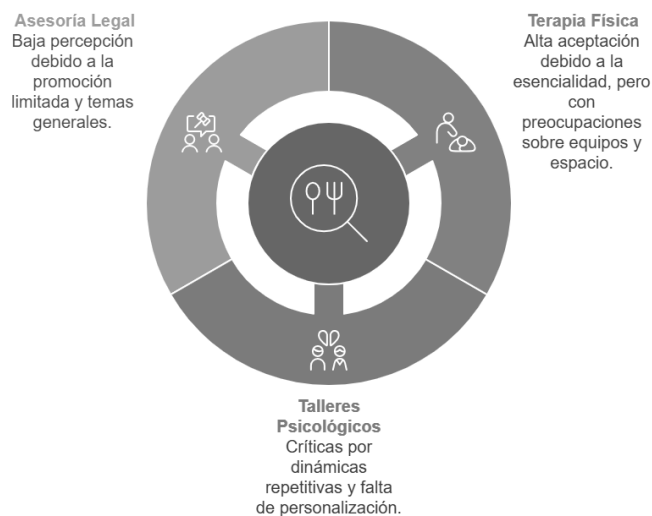 Asesoría Legal
Baja percepción
debido a la
promoción
limitada y temas
generales.
Terapia Física
Alta aceptación
debido a la
esencialidad, pero
con
preocupaciones
sobre equipos y
espacio.
Talleres
Psicológicos
Críticas por
dinámicas
repetitivas y falta
de personalización.